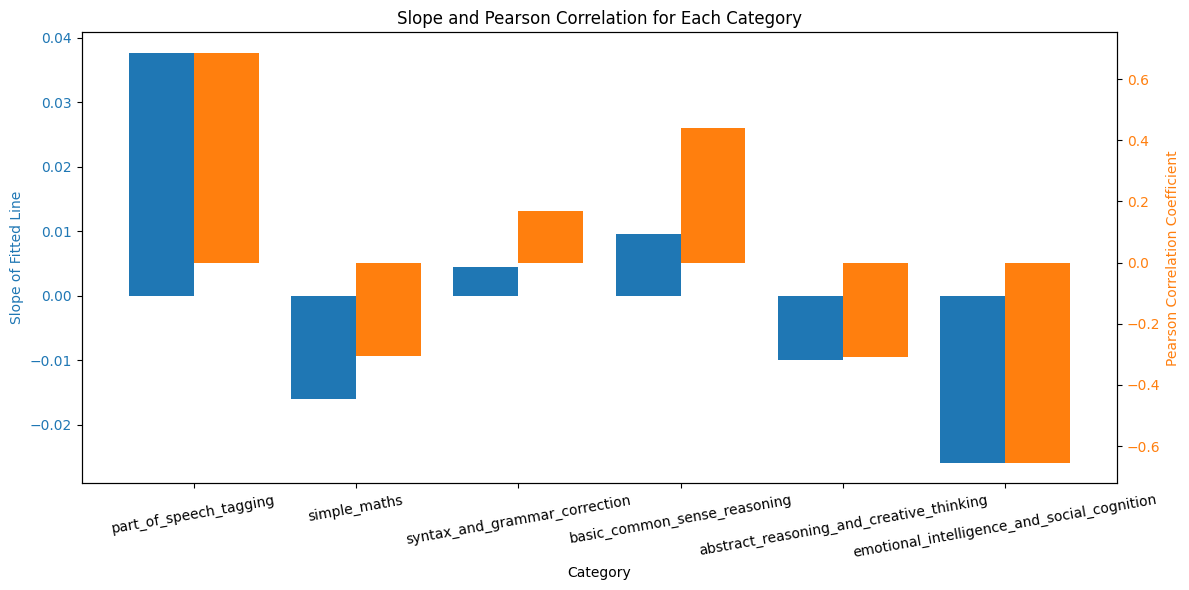 Slope and Pearson Correlation for Each Category
0.04
0.03
0.02
0.01
0.00
−0.01
−0.02
Slope of Fitted Line
0.6
0.4
0.2
0.0
−0.2
−0.4
−0.6
Pearson Correlation Coefficient
part_of_speech_tagging
simple_maths
syntax_and_grammar_correction
basic_common_sense_reasoning
abstract_reasoning_and_creative_thinking
emotional_intelligence_and_social_cognition
Category